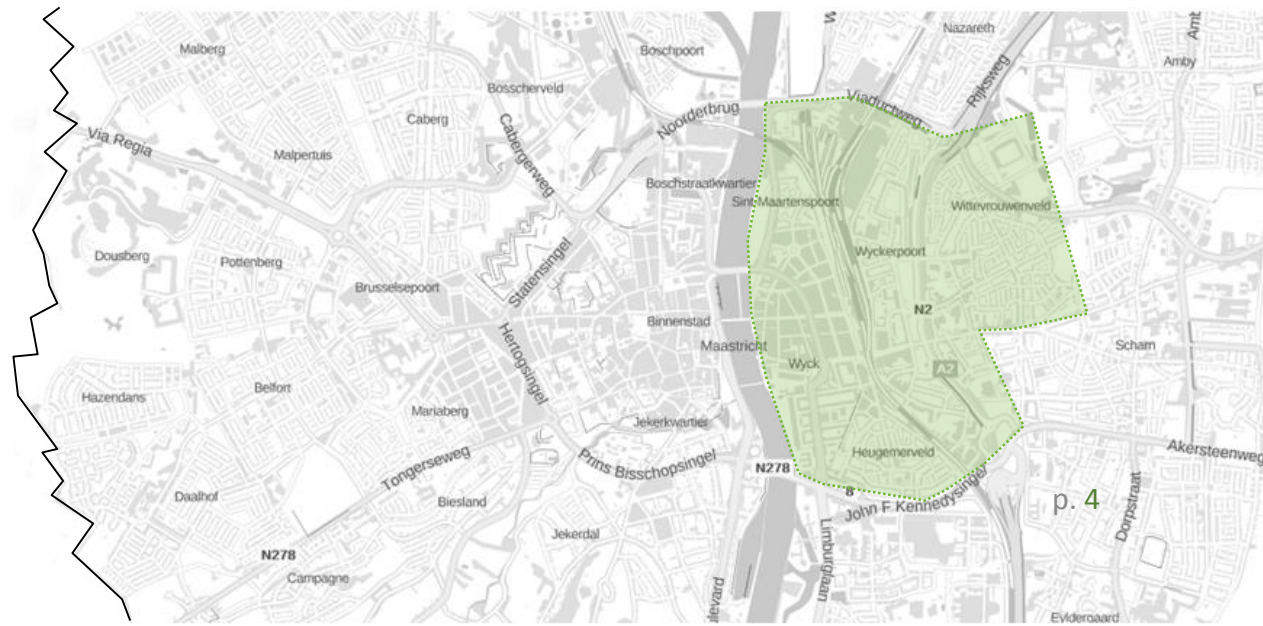 Malberg
Boschpoort
Nazareth
Amby
Bosscherveld
Rijksweg
Viaductweg
Noorderbrug
Caberg
Cabergerweg
Via Regia
Malpertuis
Boschstraatkwartier
Sint Maartenspoort
Wittevrouwenveld
Dousberg
Pottenberg
Statensingel
Wyckerpoort
Brusselsepoort
N2
Binnenstad
Maastricht
Scharn
Hertogsingel
Wyck
A2
Belfort
Hazendans
Mariaberg
Jekerkwartier
Heugemerveld
Akersteenweg
Tongerseweg
Prins Bisschopsingel
N278
Daalhof
Biesland
8
John F Kennedysingel
p. 4
Dorpstraat
Jekerdal
Limburglaan
N278
Campagne
levard
Eyldergaard